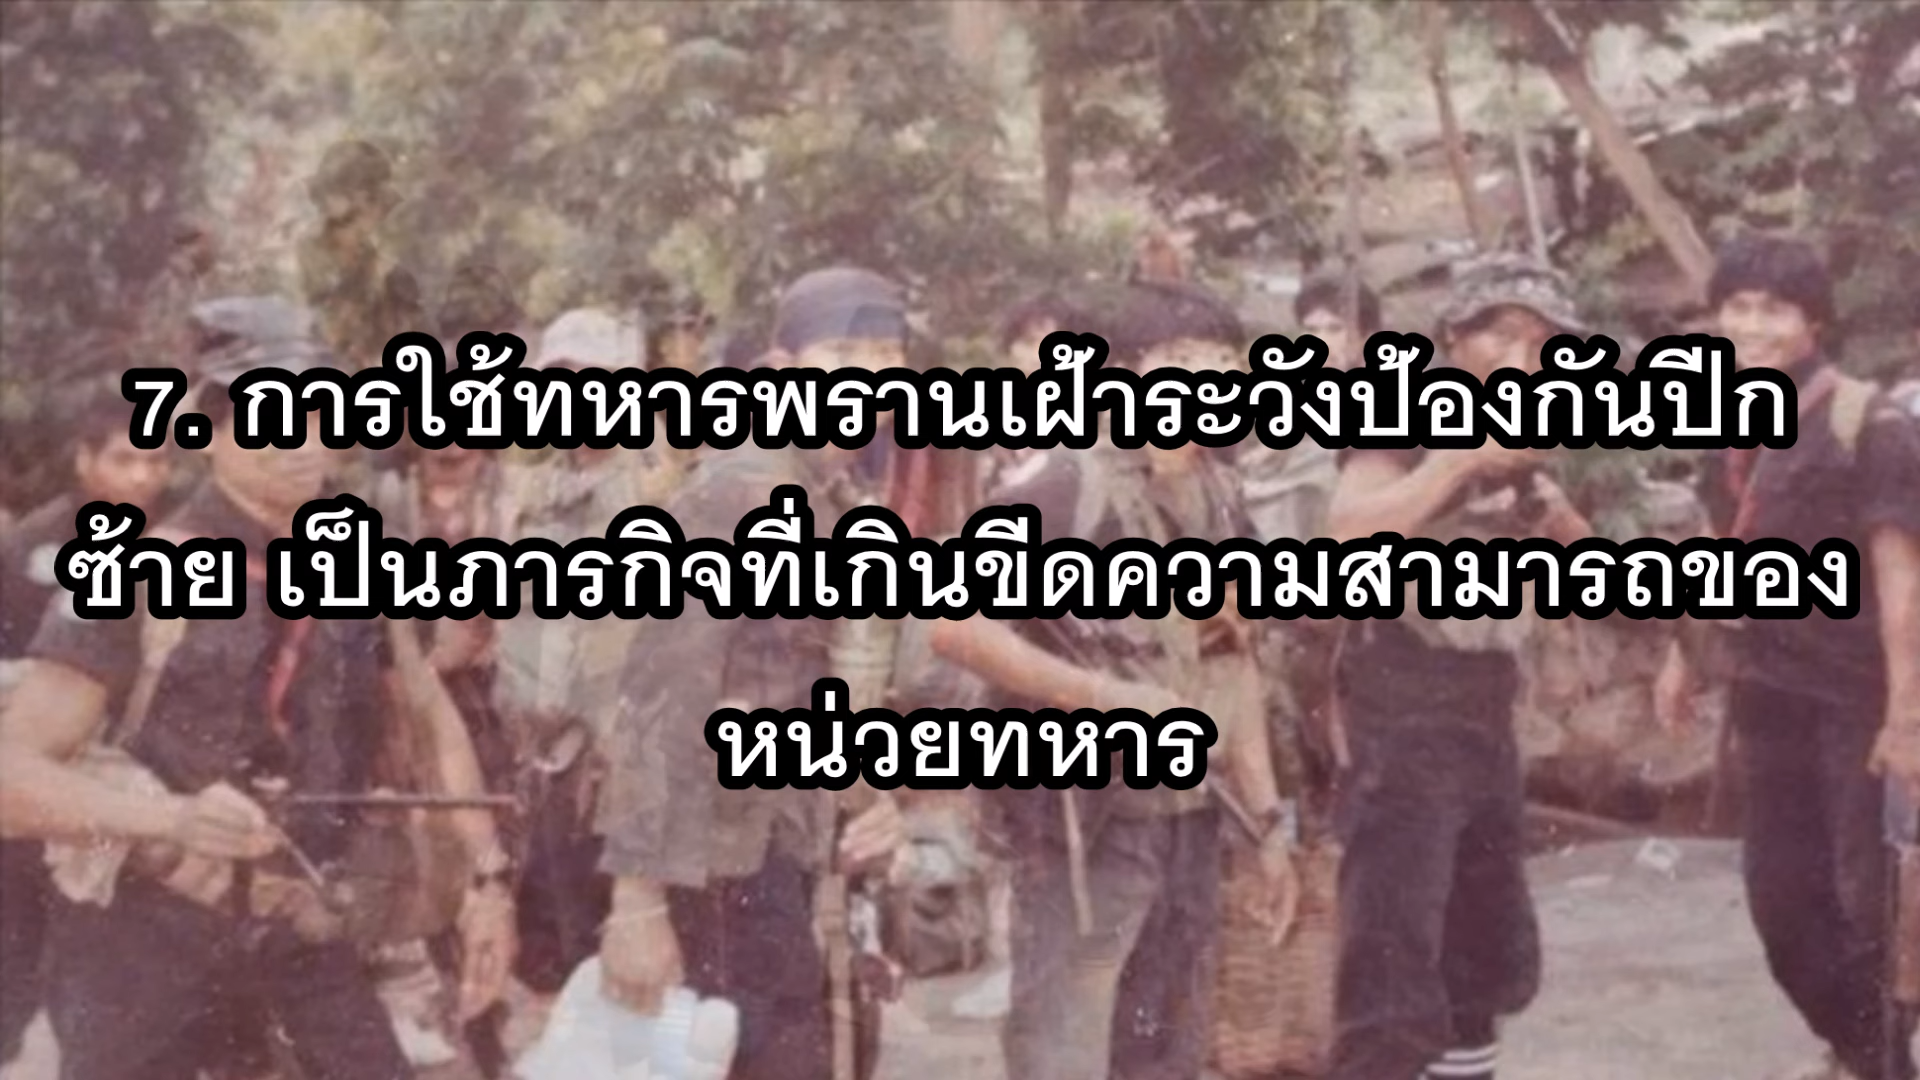 7. การใช้ทหารพรานเฝ้าระวังป้องกันปีก
ซ้าย เป็นภารกิจที่เกินขีดความสามารถของ
หน่วยทหาร